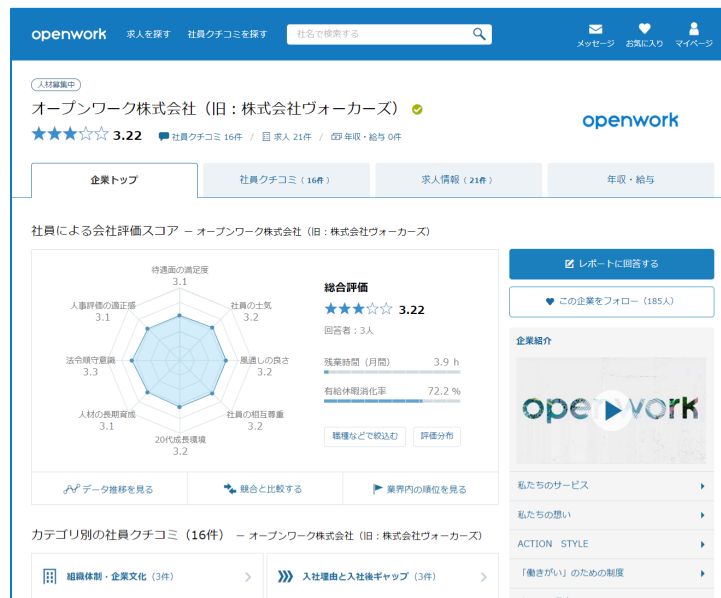 openwork 求人を探す 社員クチコミを探す 社名で検索する メッセージ お気に入り マイページ
人材募集中
オープンワーク株式会社（旧：株式会社ヴォーカーズ）
3.22 社員クチコミ 16件 / 求人 21件 / 年収・給与 0件
openwork
企業トップ 社員クチコミ（16件） 求人情報（21件） 年収・給与
社員による会社評価スコア － オープンワーク株式会社（旧：株式会社ヴォーカーズ）
待遇面の満足度
3.1
社員の士気
3.2
風通しの良さ
3.2
社員の相互尊重
3.2
20代成長環境
3.2
人材の長期育成
3.1
法令順守意識
3.3
人事評価の適正感
3.1
総合評価
3.22
回答者：3人
残業時間（月間） 3.9 h
有給休暇消化率 72.2 %
職種などで絞込む 評価分布
データ推移を見る 競合と比較する 業界内の順位を見る
レポートに回答する
この企業をフォロー（185人）
企業紹介
openwork
私たちのサービス
私たちの想い
ACTION STYLE
「働きがい」のための制度
カテゴリ別の社員クチコミ（16件） － オープンワーク株式会社（旧：株式会社ヴォーカーズ）
組織体制・企業文化（3件） 入社理由と入社後ギャップ（3件）